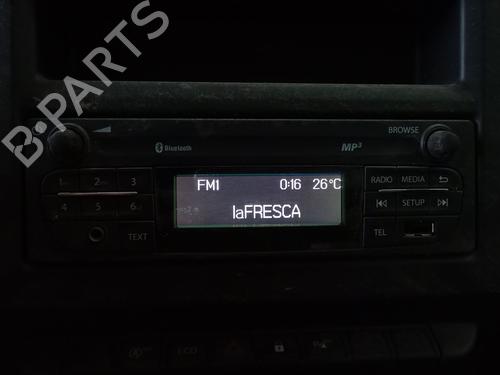 BROWSE
Bluetooth
MP3
1 2 3
FM1 0:16 26°C
RADIO MEDIA
4 5 6
laFRESCA
SETUP
TEXT
TEL
ECO
B-PARTS